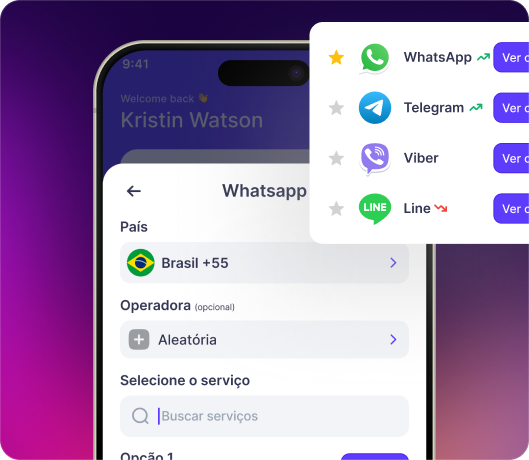 9:41
Welcome back 👋
Kristin Watson
WhatsApp
Ver
Telegram
Ver
Viber
Ver
LINE
Line
Ver
Whatsapp
País
Brasil +55
Operadora (opcional)
Aleatória
Selecione o serviço
Buscar serviços
Opção 1